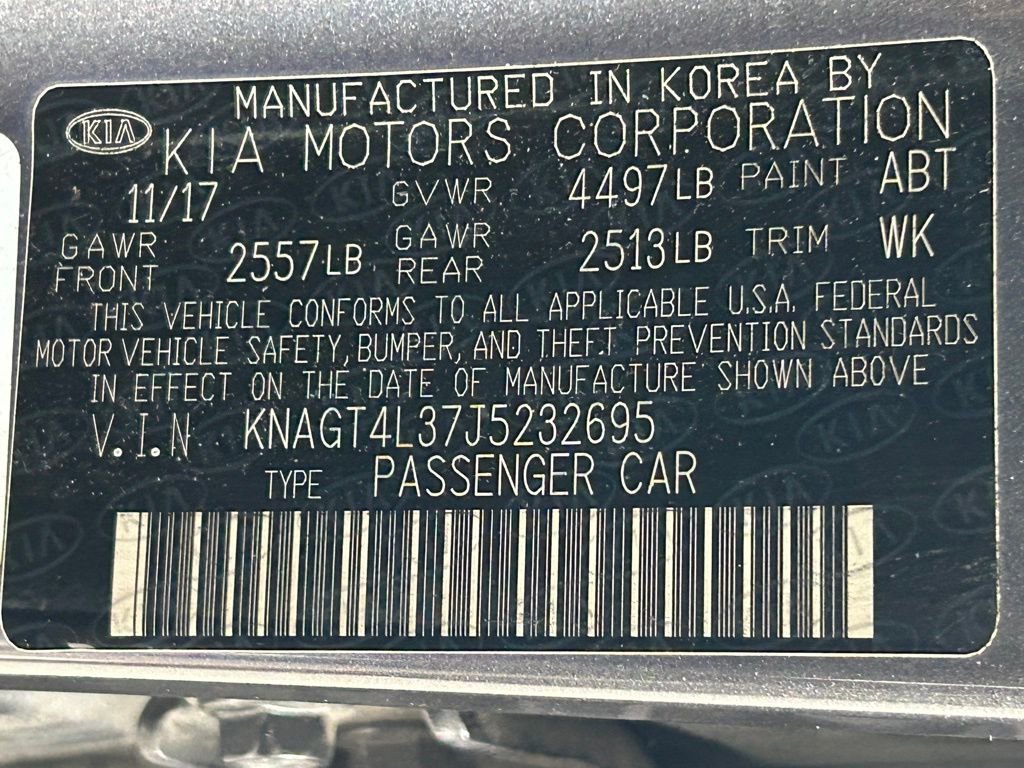 MANUFACTURED IN KOREA BY
KIA KIA MOTORS CORPORATION
11/17 GVWR 4497LB PAINT ABT
GAWR FRONT 2557LB GAWR REAR 2513LB TRIM WK
THIS VEHICLE CONFORMS TO ALL APPLICABLE U.S.A. FEDERAL
MOTOR VEHICLE SAFETY, BUMPER, AND THEFT PREVENTION STANDARDS
IN EFFECT ON THE DATE OF MANUFACTURE SHOWN ABOVE
V.I.N KNAGT4L37J5232695
TYPE PASSENGER CAR